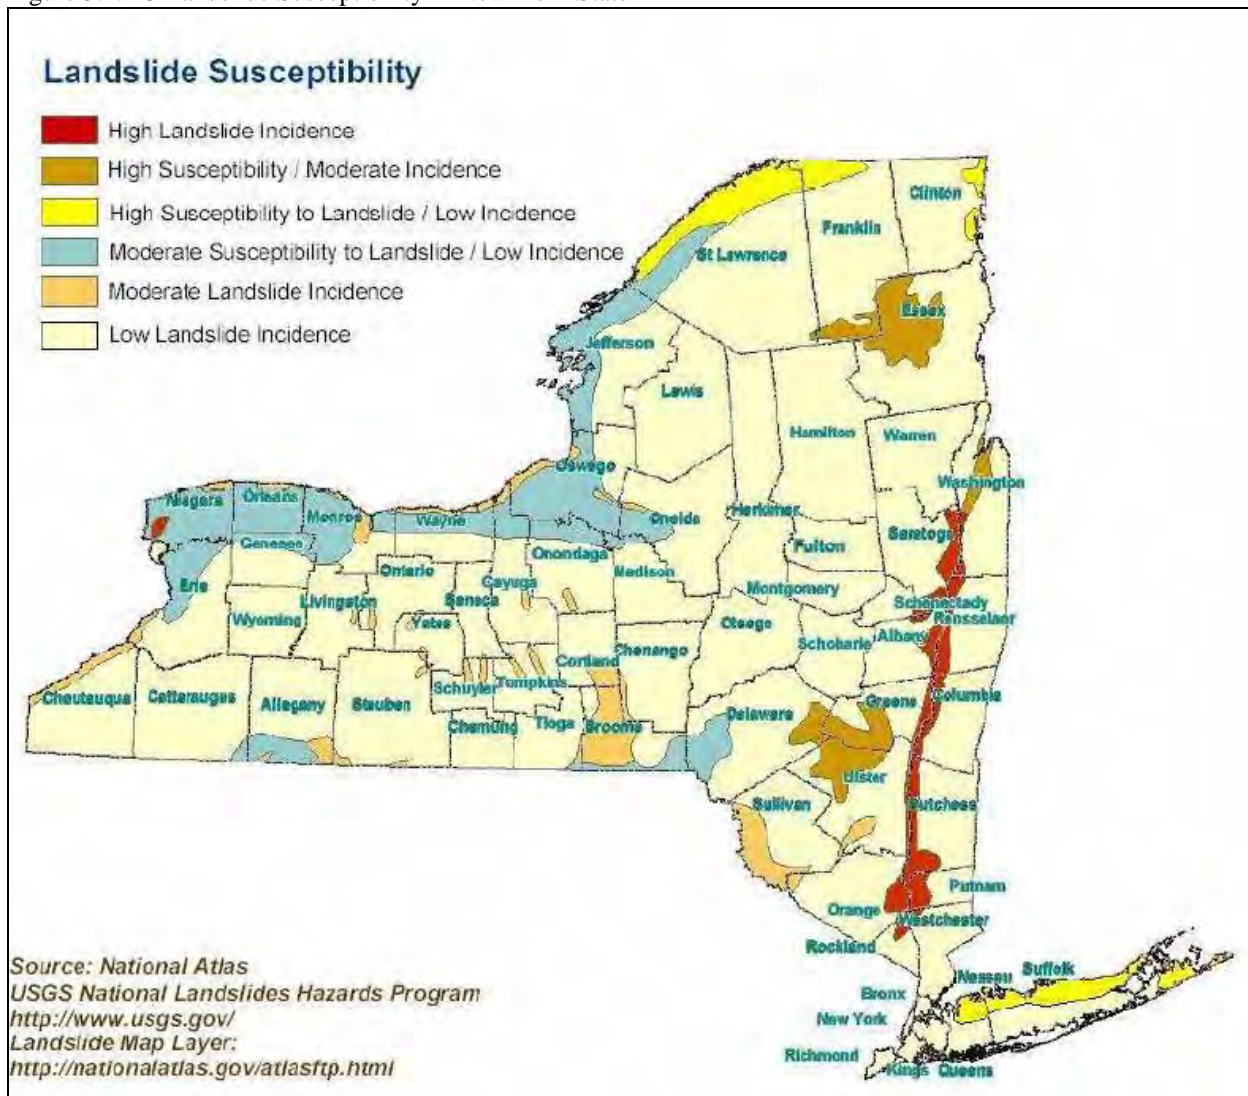 Landslide Susceptibility
High Landslide Incidence
High Susceptibility / Moderate Incidence
High Susceptibility to Landslide / Low Incidence
Moderate Susceptibility to Landslide / Low Incidence
Moderate Landslide Incidence
Low Landslide Incidence
Clinton
Franklin
St Lawrence
Essex
Jefferson
Lewis
Hamilton
Warren
Oswego
Washington
Niagara
Orleans
Monroe
Wayne
Oneida
Herkimer
Saratoga
Genesee
Onondaga
Fulton
Erie
Ontario
Cayuga
Madison
Montgomery
Livingston
Seneca
Schenectady
Wyoming
Yates
Otsego
Rensselaer
Schoharie
Albany
Chenango
Cortland
Chautauqua
Cattaraugus
Allegany
Steuben
Schuyler
Tompkins
Columbia
Greene
Delaware
Chemung
Tioga
Broome
Ulster
Sullivan
Dutchess
Putnam
Orange
Westchester
Rockland
Source: National Atlas
USGS National Landslides Hazards Program
http://www.usgs.gov/
Landslide Map Layer:
http://nationalatlas.gov/atlasftp.html
Nassau
Suffolk
Bronx
New York
Richmond
Kings
Queens